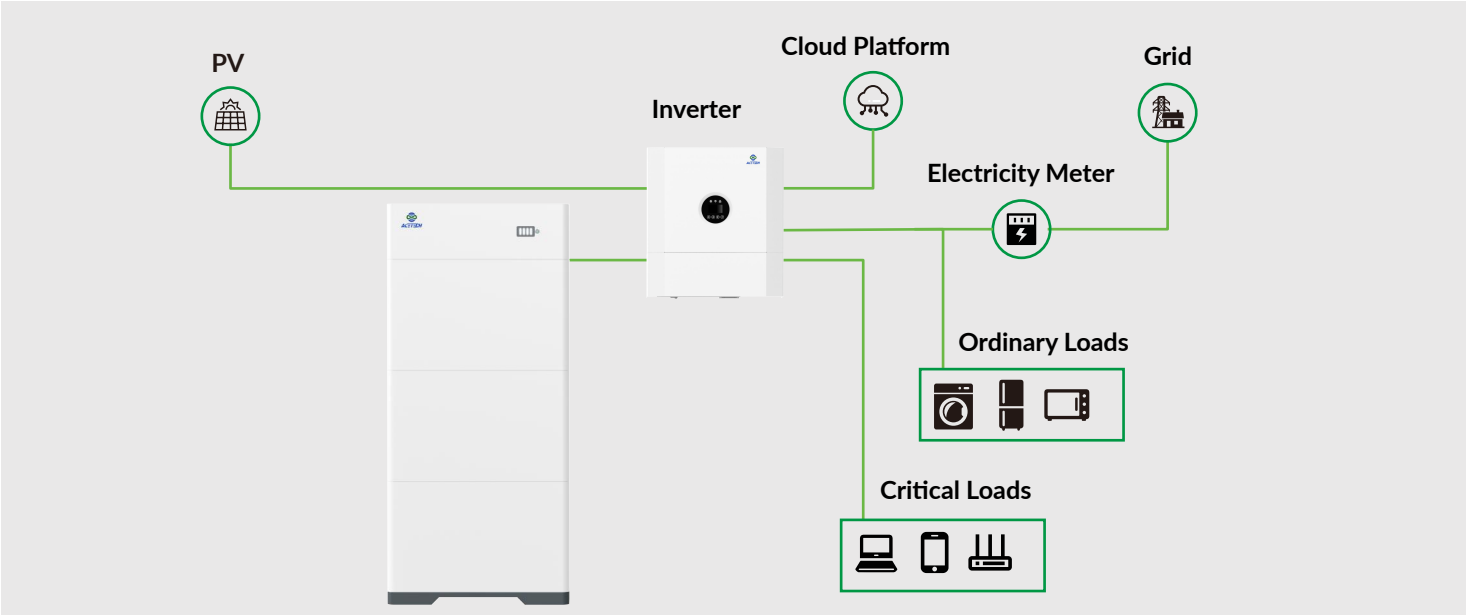 PV
Cloud Platform
Grid
Inverter
Electricity Meter
Ordinary Loads
Critical Loads